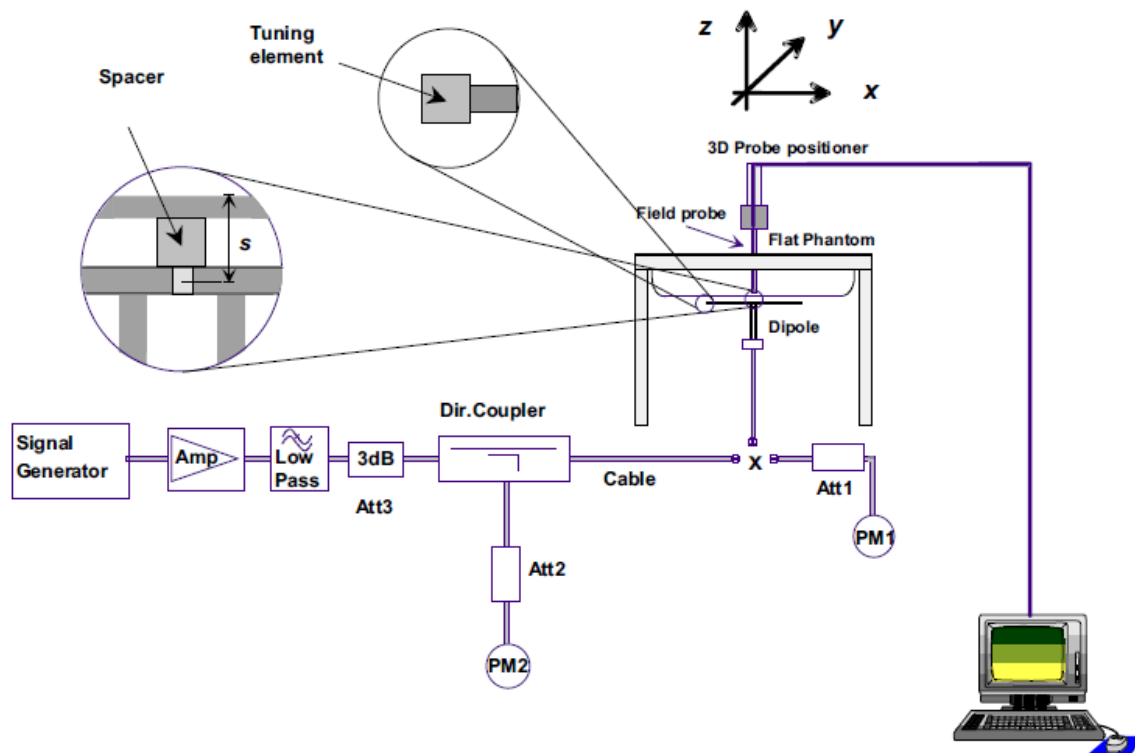 Tuning
element
Spacer
z
y
x
3D Probe positioner
Field probe
Flat Phantom
s
Dipole
Dir.Coupler
Signal
Generator
Amp
Low
Pass
3dB
Att3
Cable
x
Att1
PM1
Att2
PM2